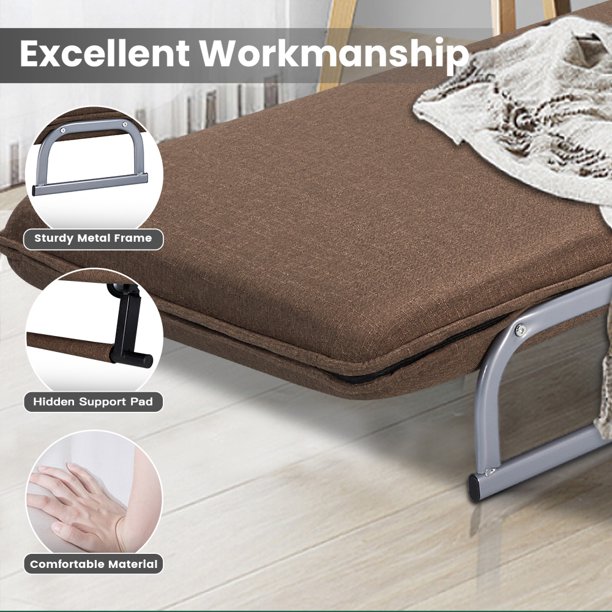 Excellent Workmanship
Sturdy Metal Frame
Hidden Support Pad
Comfortable Material